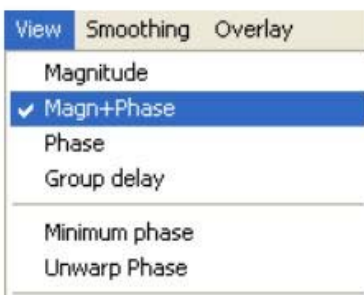 View Smoothing Overlay
Magnitude
Magn+Phase
Phase
Group delay
Minimum phase
Unwarp Phase